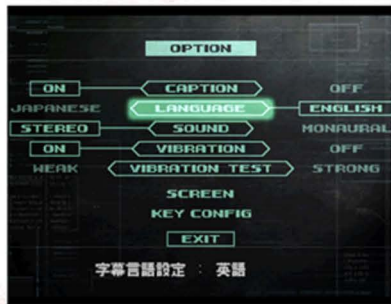 OPTION
ON CAPTION OFF
JAPANESE LANGUAGE ENGLISH
STEREO SOUND MONAURAL
ON VIBRATION OFF
WEAK VIBRATION TEST STRONG
SCREEN
KEY CONFIG
EXIT
字幕言語設定 : 英語